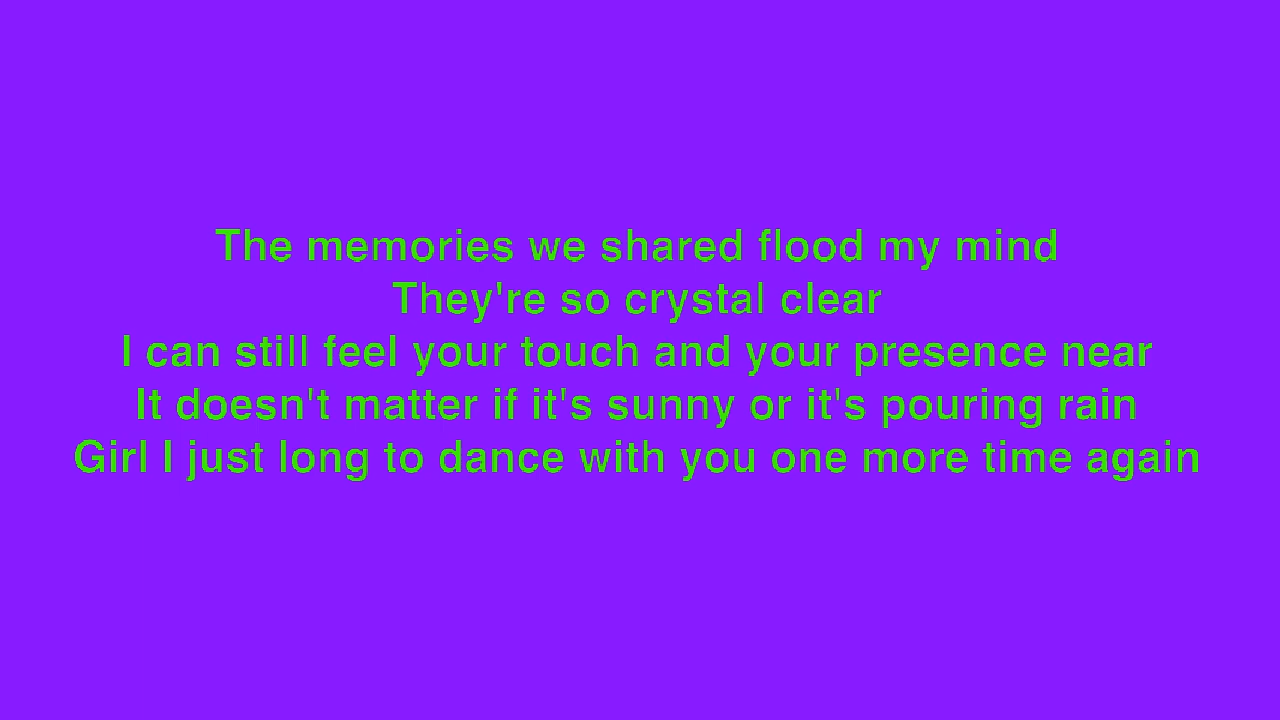 The memories we shared flood my mind
They're so crystal clear
I can still feel your touch and your presence near
It doesn't matter if it's sunny or it's pouring rain
Girl I just long to dance with you one more time again